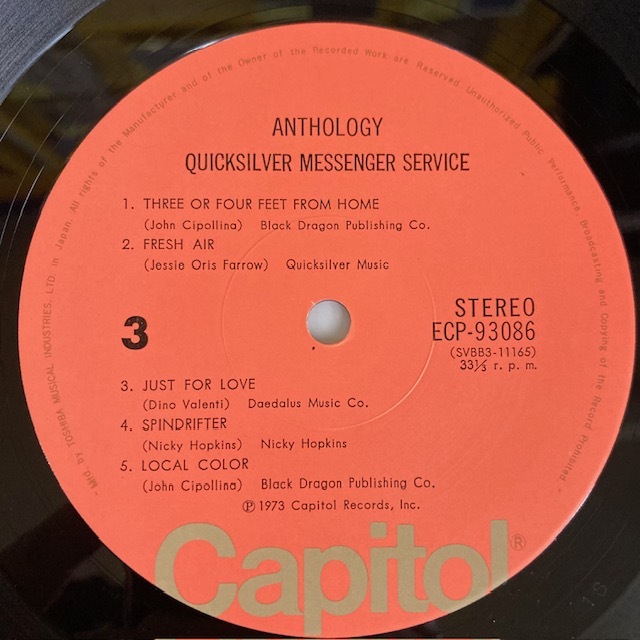 Mfd. by TOSHIBA MUSICAL INDUSTRIES, LTD. in Japan. All rights of the Manufacturer and of the Owner of the Recorded Work are Reserved. Unauthorized Public Performance, Broadcasting and Copying of the Record Prohibited.
ANTHOLOGY
QUICKSILVER MESSENGER SERVICE
1. THREE OR FOUR FEET FROM HOME
(John Cipollina) Black Dragon Publishing Co.
2. FRESH AIR
(Jessie Oris Farrow) Quicksilver Music
3
STEREO
ECP-93086
(SVBB3-11165)
33⅓ r. p. m.
3. JUST FOR LOVE
(Dino Valenti) Daedalus Music Co.
4. SPINDRIFTER
(Nicky Hopkins) Nicky Hopkins
5. LOCAL COLOR
(John Cipollina) Black Dragon Publishing Co.
Ⓟ 1973 Capitol Records, Inc.
Capitol®
16